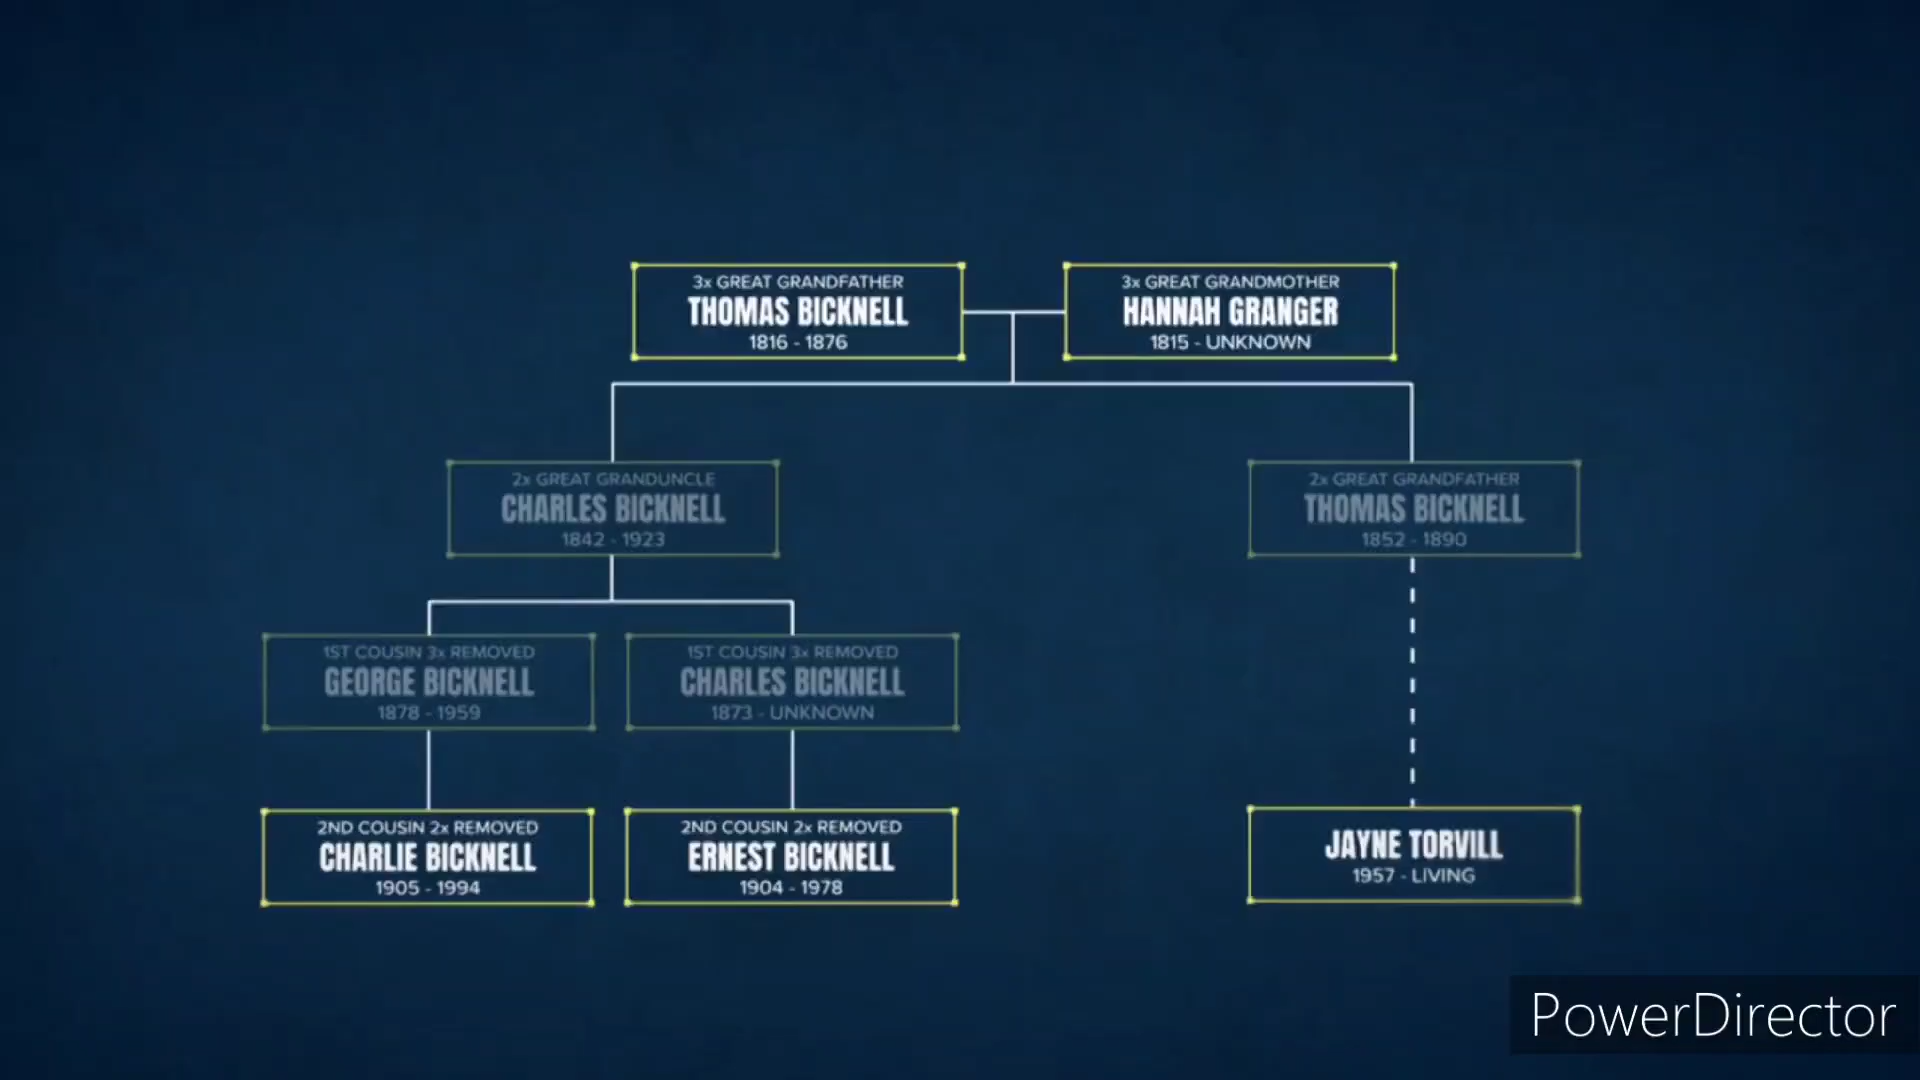 3x GREAT GRANDFATHER
THOMAS BICKNELL
1816 - 1876
3x GREAT GRANDMOTHER
HANNAH GRANGER
1815 - UNKNOWN
2x GREAT GRANDUNCLE
CHARLES BICKNELL
1842 - 1923
2x GREAT GRANDFATHER
THOMAS BICKNELL
1852 - 1890
1ST COUSIN 3x REMOVED
GEORGE BICKNELL
1878 - 1959
1ST COUSIN 3x REMOVED
CHARLES BICKNELL
1873 - UNKNOWN
2ND COUSIN 2x REMOVED
CHARLIE BICKNELL
1905 - 1994
2ND COUSIN 2x REMOVED
ERNEST BICKNELL
1904 - 1978
JAYNE TORVILL
1957 - LIVING
PowerDirector